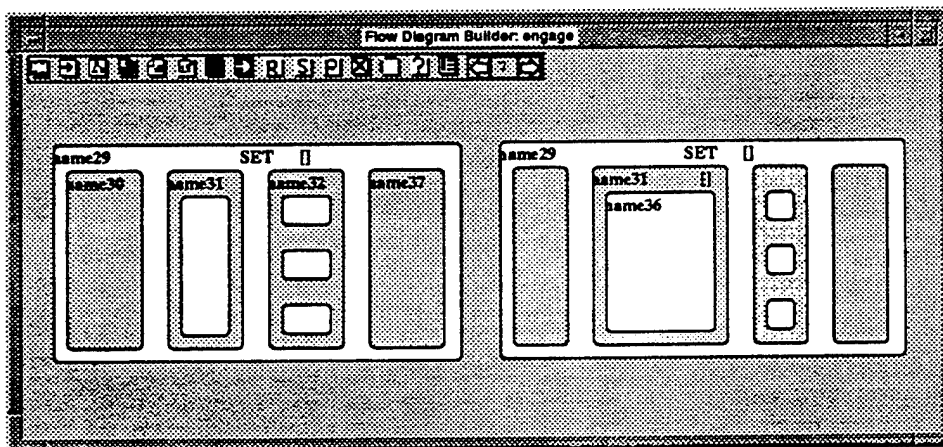 Flow Diagram Builder: engage
R| S| P| ?|
name29 SET []
name30 name31 name32 name37
name29 SET []
name31 []
name36